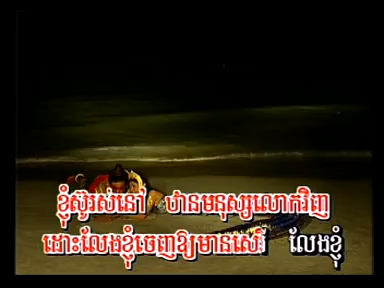 ខ្ញុំស៊ូរស់នៅ ឋានមនុស្សលោកវិញ
ដោះលែងខ្ញុំចេញឱ្យមានសេរី លែងខ្ញុំ